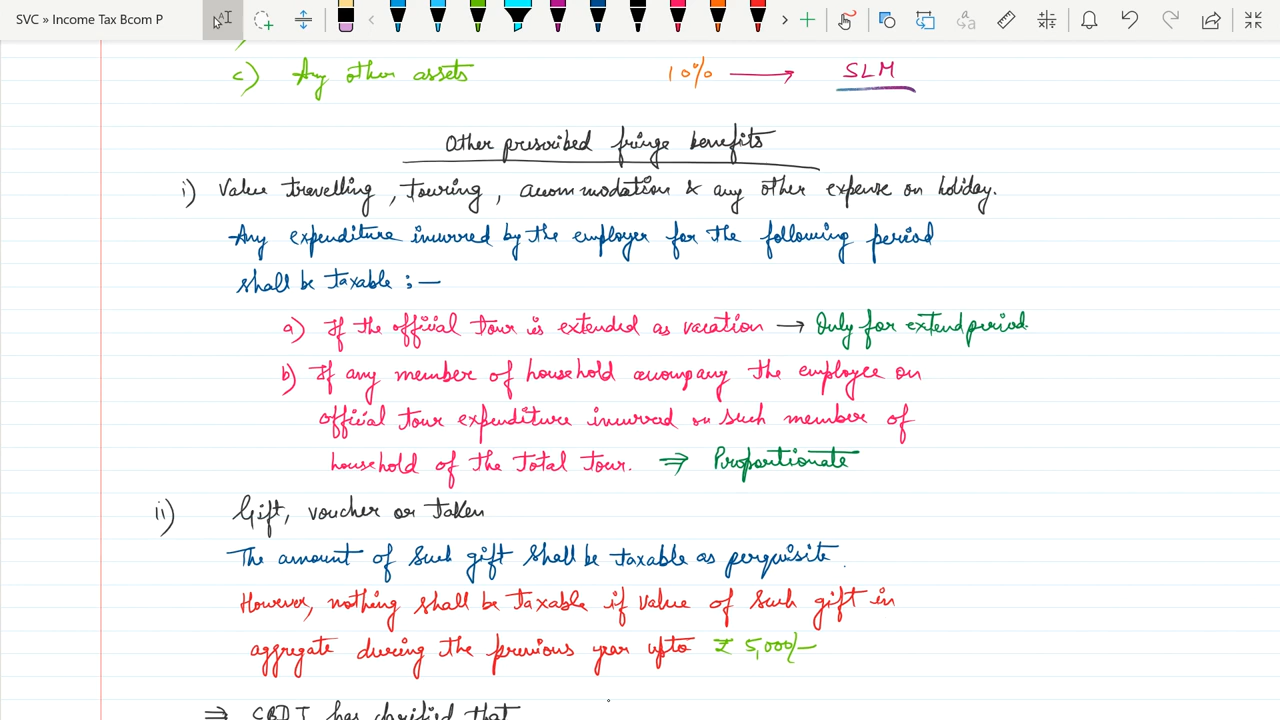 SVC » Income Tax Bcom P
c) Any other assets 10% → SLM
Other prescribed fringe benefits
i) Value travelling, Touring, accommodation & any other expense on holiday.
Any expenditure incurred by the employer for the following period
shall be taxable :—
a) If the official tour is extended as vacation → Only for extend period.
b) If any member of household accompany the employee on
official tour expenditure incurred on such member of
household of the total tour. ⇒ Proportionate
ii) Gift, voucher or Taken
The amount of such gift shall be taxable as perquisite.
However, nothing shall be taxable if value of such gift in
aggregate during the previous year upto ₹ 5,000/-
⇒ CBDT has clarified that